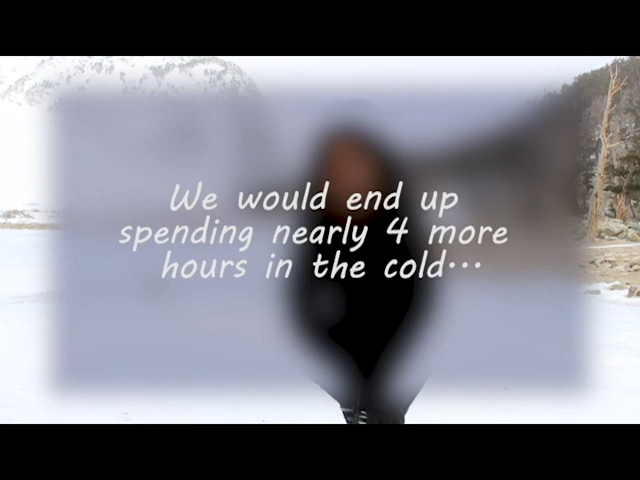 We would end up
spending nearly 4 more
hours in the cold...